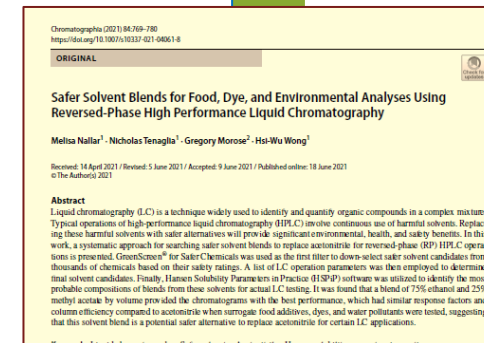 Chromatographia (2021) 84:769–780
https://doi.org/10.1007/s10337-021-04061-8
ORIGINAL
Check for
updates
Safer Solvent Blends for Food, Dye, and Environmental Analyses Using
Reversed-Phase High Performance Liquid Chromatography
Melisa Nallar1 · Nicholas Tenaglia1 · Gregory Morose2 · Hsi-Wu Wong1
Received: 14 April 2021 / Revised: 5 June 2021 / Accepted: 9 June 2021 / Published online: 18 June 2021
© The Author(s) 2021
Abstract
Liquid chromatography (LC) is a technique widely used to identify and quantify organic compounds in a complex mixture
Typical operations of high-performance liquid chromatography (HPLC) involve continuous use of harmful solvents. Replac-
ing these harmful solvents with safer alternatives will provide significant environmental, health, and safety benefits. In this
work, a systematic approach for searching safer solvent blends to replace acetonitrile for reversed-phase (RP) HPLC opera
tions is presented. GreenScreen® for Safer Chemicals was used as the first filter to down-select safer solvent candidates from
thousands of chemicals based on their safety ratings. A list of LC operation parameters was then employed to determine
final solvent candidates. Finally, Hansen Solubility Parameters in Practice (HSPiP) software was utilized to identify the most
probable compositions of blends from these solvents for actual LC testing. It was found that a blend of 75% ethanol and 25%
methyl acetate by volume provided the chromatograms with the best performance, which had similar response factors and
column efficiency compared to acetonitrile when surrogate food additives, dyes, and water pollutants were tested, suggesting
that this solvent blend is a potential safer alternative to replace acetonitrile for certain LC applications.